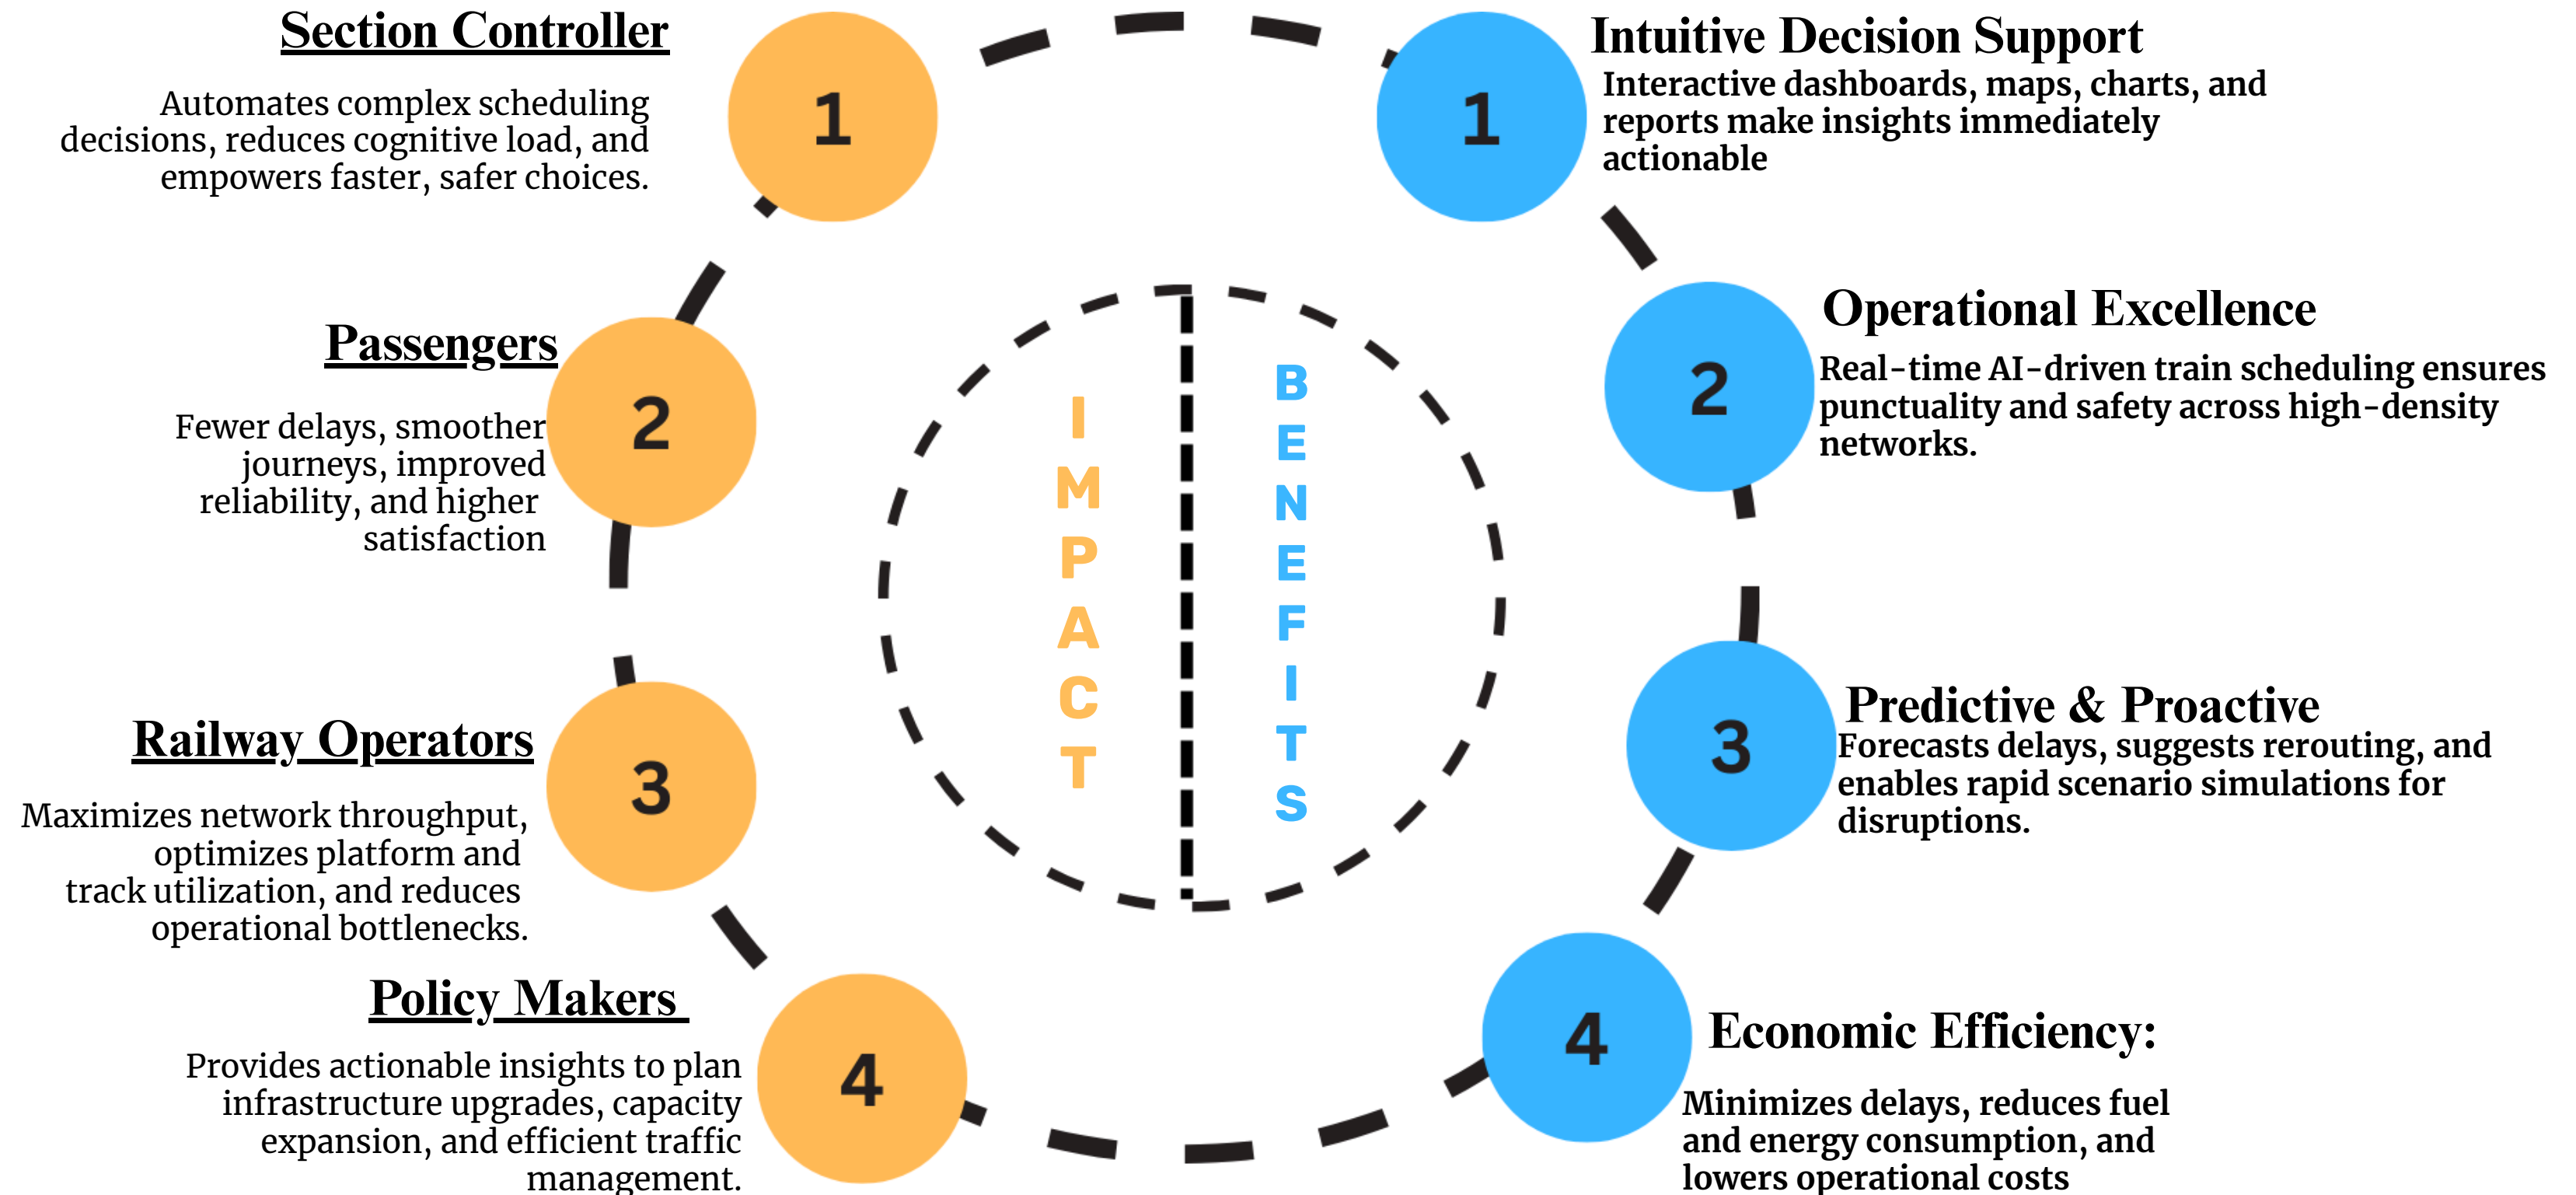 Section Controller
Automates complex scheduling
decisions, reduces cognitive load, and
empowers faster, safer choices.
1
Passengers
Fewer delays, smoother
journeys, improved
reliability, and higher
satisfaction
2
Railway Operators
Maximizes network throughput,
optimizes platform and
track utilization, and reduces
operational bottlenecks.
3
Policy Makers
Provides actionable insights to plan
infrastructure upgrades, capacity
expansion, and efficient traffic
management.
4
IMPACT
BENEFITS
1
Intuitive Decision Support
Interactive dashboards, maps, charts, and
reports make insights immediately
actionable
2
Operational Excellence
Real-time AI-driven train scheduling ensures
punctuality and safety across high-density
networks.
3
Predictive & Proactive
Forecasts delays, suggests rerouting, and
enables rapid scenario simulations for
disruptions.
4
Economic Efficiency:
Minimizes delays, reduces fuel
and energy consumption, and
lowers operational costs